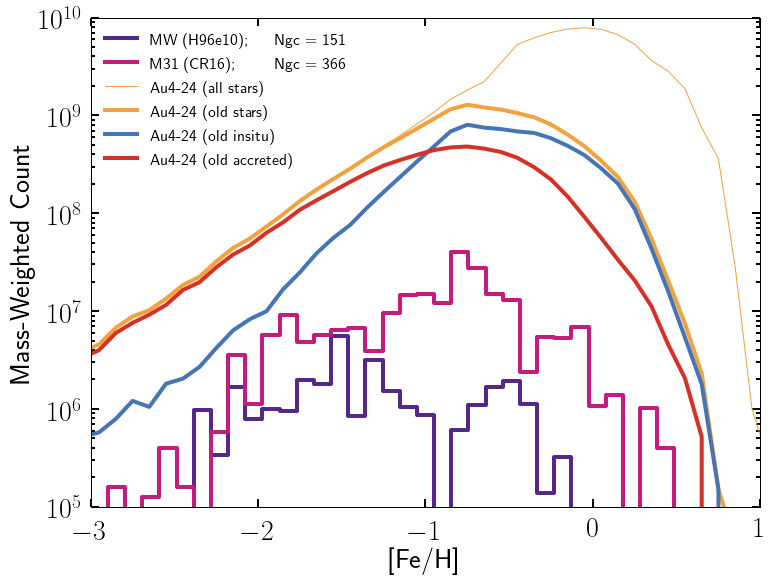 10^10
10^9
10^8
10^7
10^6
10^5
Mass-Weighted Count
MW (H96e10); Ngc = 151
M31 (CR16); Ngc = 366
Au4-24 (all stars)
Au4-24 (old stars)
Au4-24 (old insitu)
Au4-24 (old accreted)
−3 −2 −1 0 1
[Fe/H]